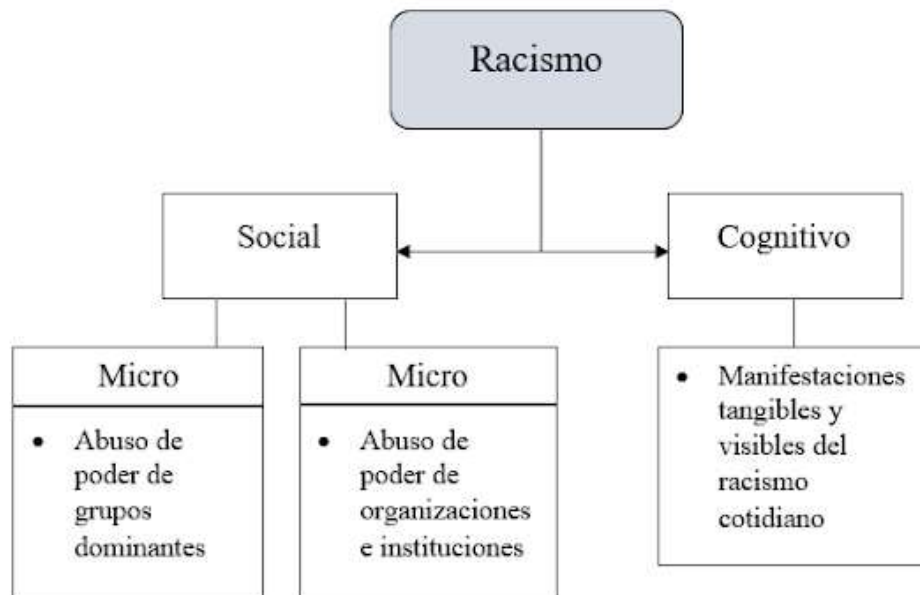 Racismo
Social
Cognitivo
Micro
• Abuso de
poder de
grupos
dominantes
Micro
• Abuso de
poder de
organizaciones
e instituciones
• Manifestaciones
tangibles y
visibles del
racismo
cotidiano